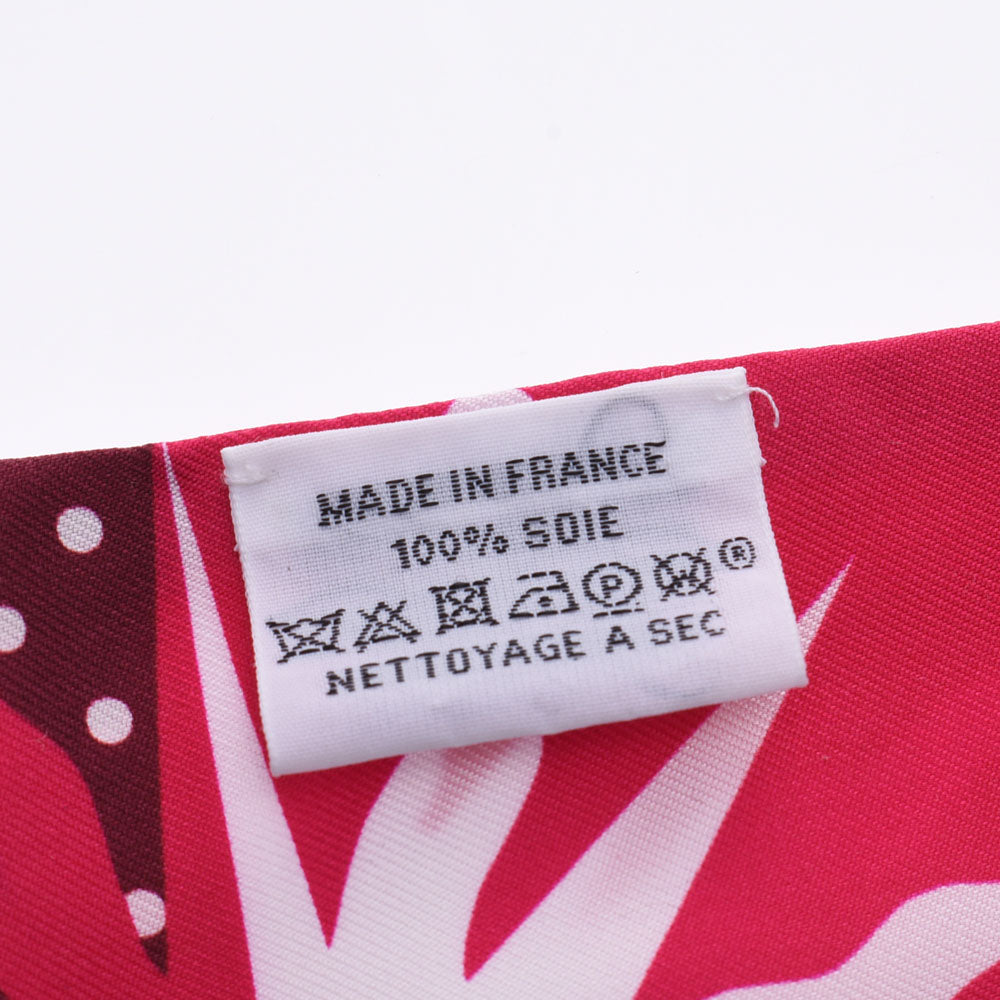 MADE IN FRANCE
100% SOIE
P W ®
NETTOYAGE A SEC